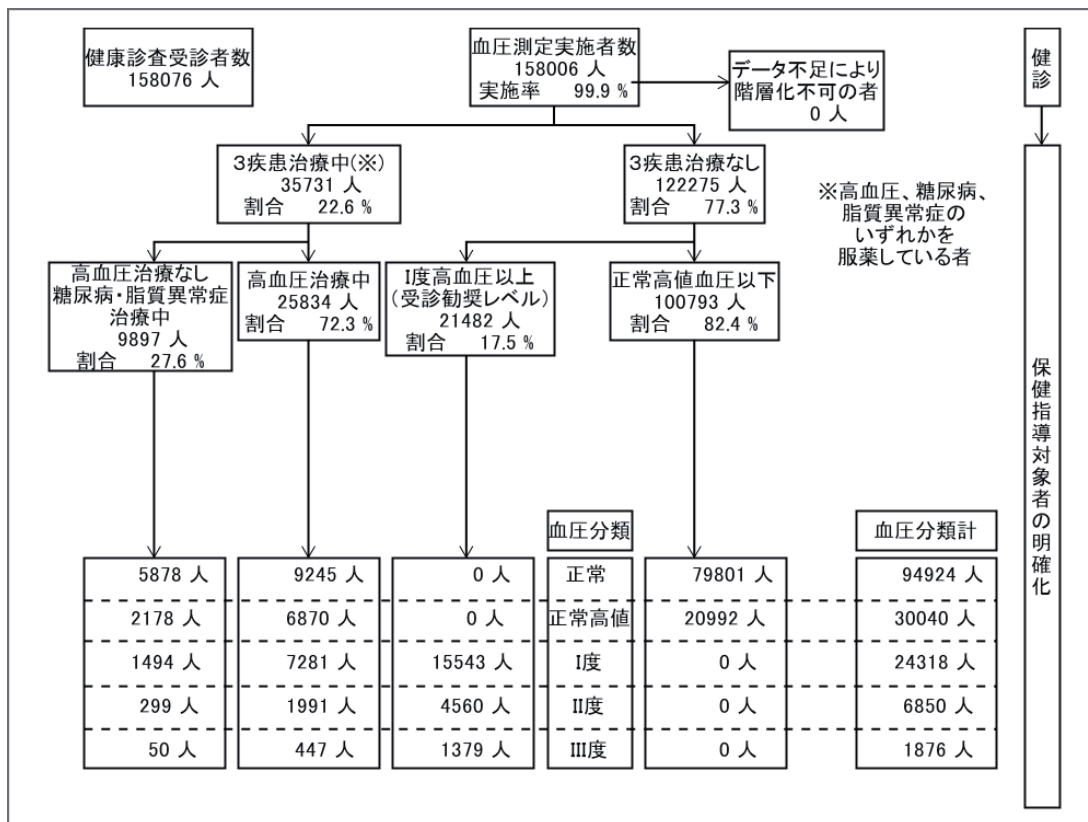 健康診査受診者数
158076 人
血圧測定実施者数
158006 人
実施率 99.9 %
データ不足により
階層化不可の者
0 人
健診
3疾患治療中(※)
35731 人
割合 22.6 %
3疾患治療なし
122275 人
割合 77.3 %
※高血圧、糖尿病、
脂質異常症の
いずれかを
服薬している者
高血圧治療なし
糖尿病・脂質異常症
治療中
9897 人
割合 27.6 %
高血圧治療中
25834 人
割合 72.3 %
I度高血圧以上
(受診勧奨レベル)
21482 人
割合 17.5 %
正常高値血圧以下
100793 人
割合 82.4 %
保健指導対象者の明確化
血圧分類 血圧分類計
5878 人 9245 人 0 人 正常 79801 人 94924 人
2178 人 6870 人 0 人 正常高値 20992 人 30040 人
1494 人 7281 人 15543 人 I度 0 人 24318 人
299 人 1991 人 4560 人 II度 0 人 6850 人
50 人 447 人 1379 人 III度 0 人 1876 人